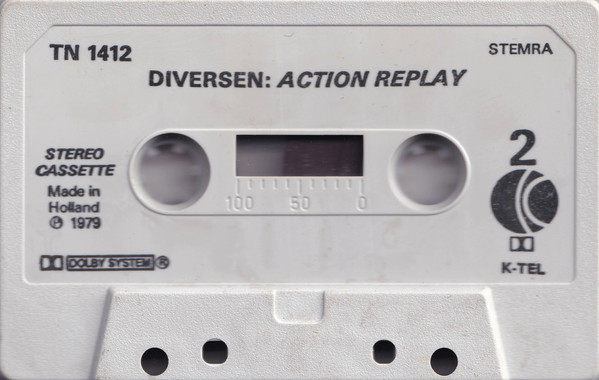 TN 1412
STEMRA
DIVERSEN: ACTION REPLAY
STEREO
CASSETTE
Made in
Holland
℗ 1979
100 50 0
2
K-TEL
DOLBY SYSTEM®